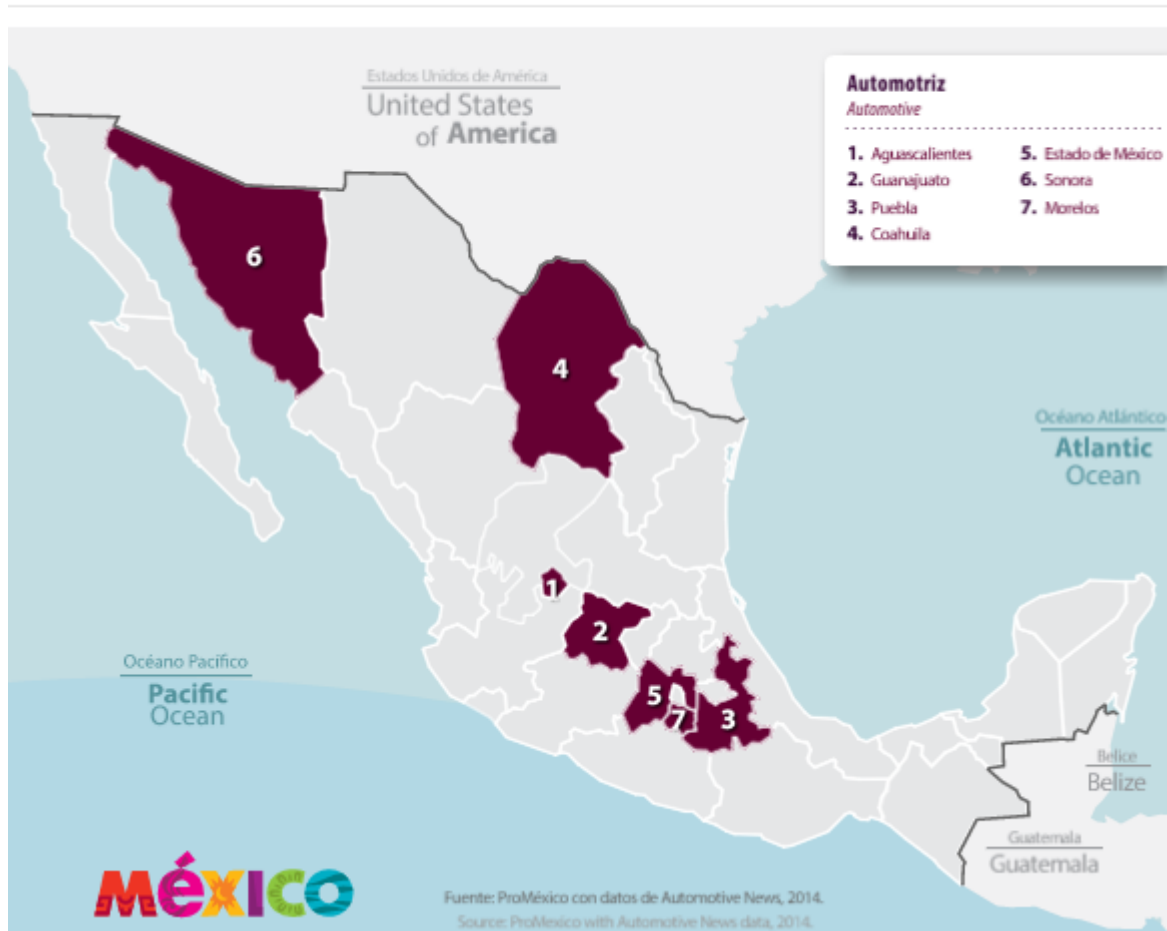 Estados Unidos de América
United States
of America
Automotriz
Automotive
1. Aguascalientes
2. Guanajuato
3. Puebla
4. Coahuila
5. Estado de México
6. Sonora
7. Morelos
6
4
1
2
5
7
3
Océano Atlántico
Atlantic
Ocean
Océano Pacífico
Pacific
Ocean
Belice
Belize
Guatemala
Guatemala
México
Fuente: ProMéxico con datos de Automotive News, 2014.
Source: ProMexico with Automotive News data, 2014.